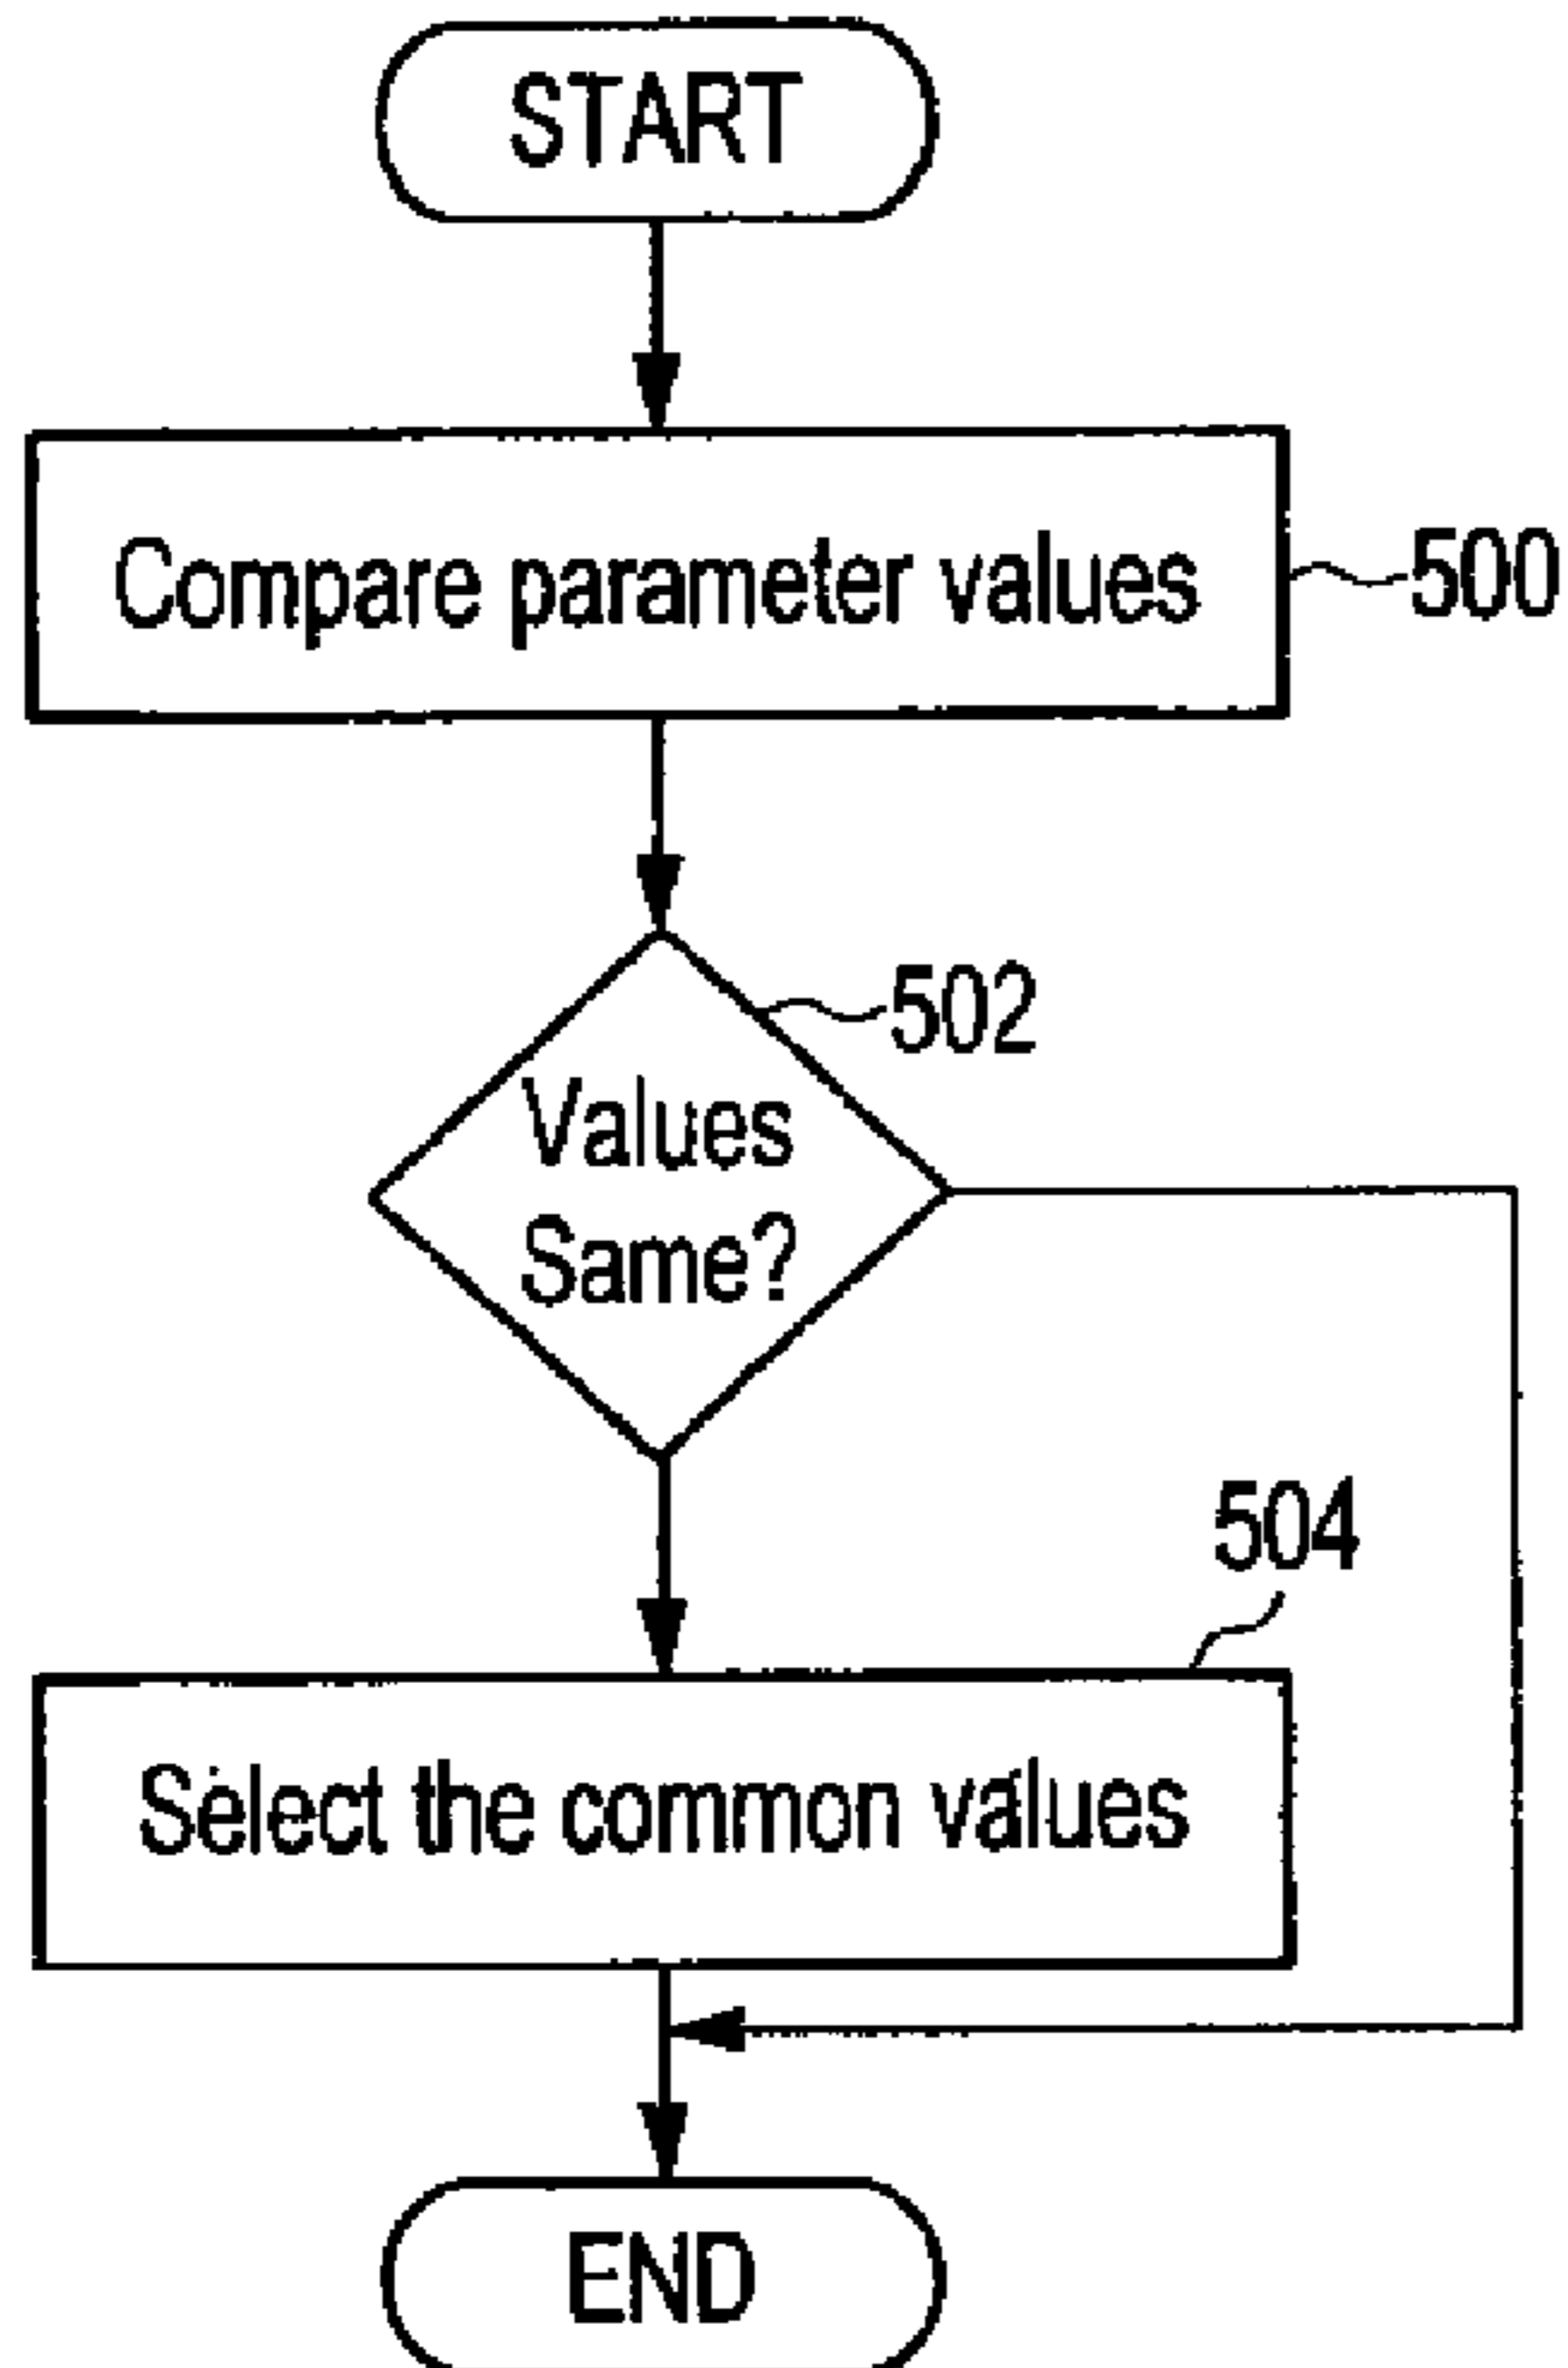 START
Compare parameter values
500
502
Values
Same?
504
Select the common values
END